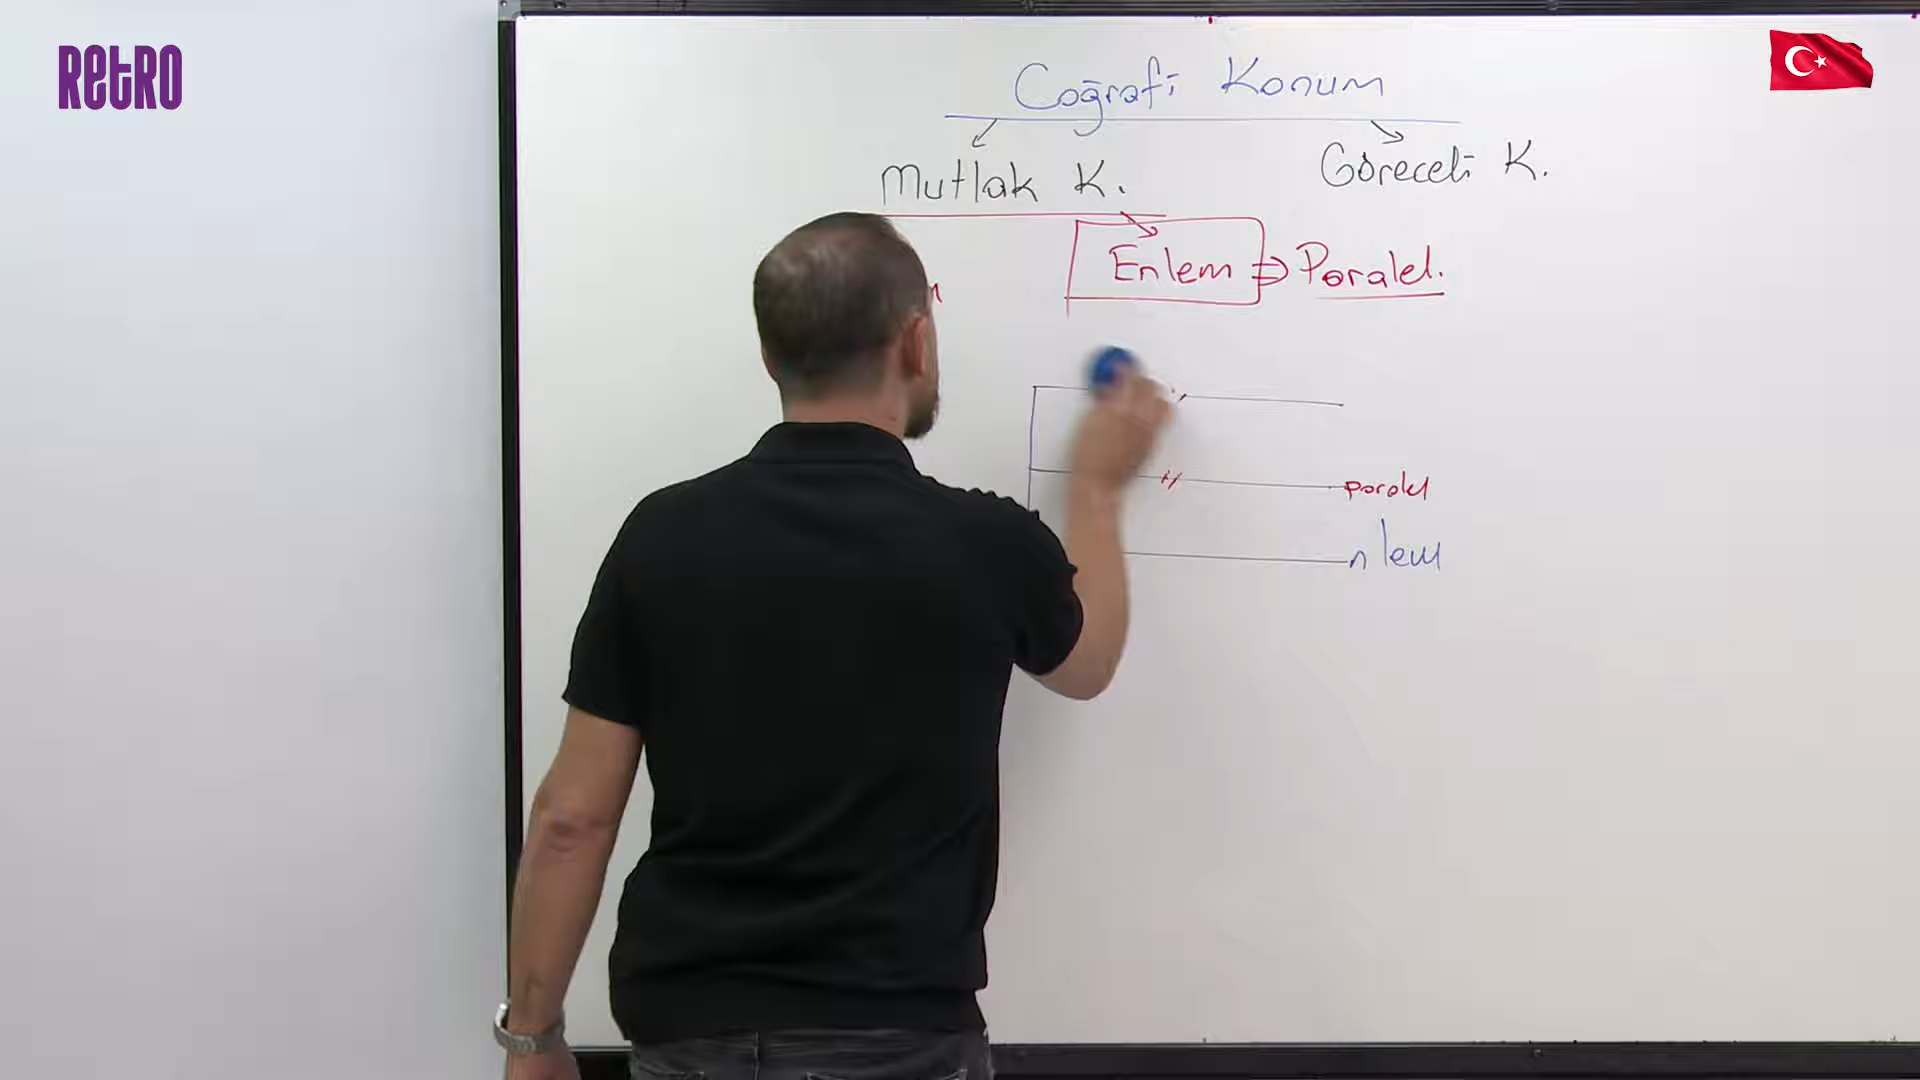 RETRO
Coğrafi Konum
Mutlak K.
Göreceli K.
Enlem ⇒ Paralel.
paralel